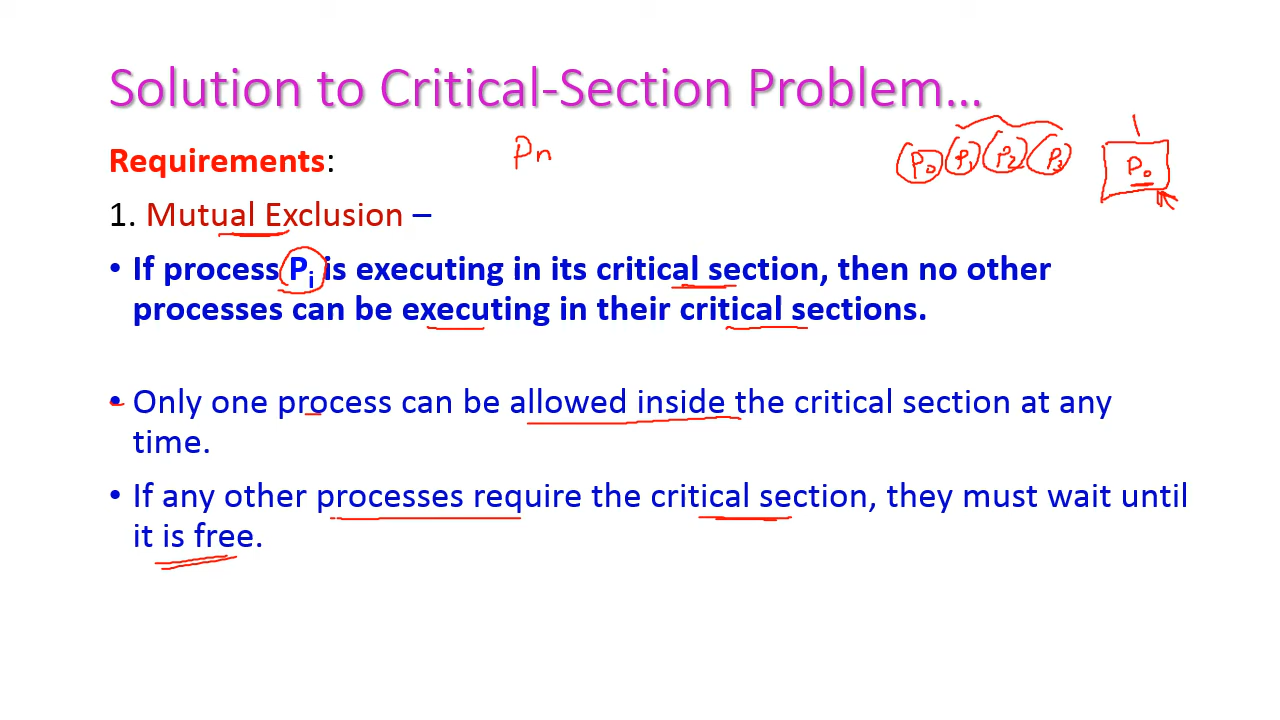 Solution to Critical-Section Problem...
Requirements:
Pn
P0 P1 P2 P3
P0
1. Mutual Exclusion –
• If process Pi is executing in its critical section, then no other
processes can be executing in their critical sections.
• Only one process can be allowed inside the critical section at any
time.
• If any other processes require the critical section, they must wait until
it is free.